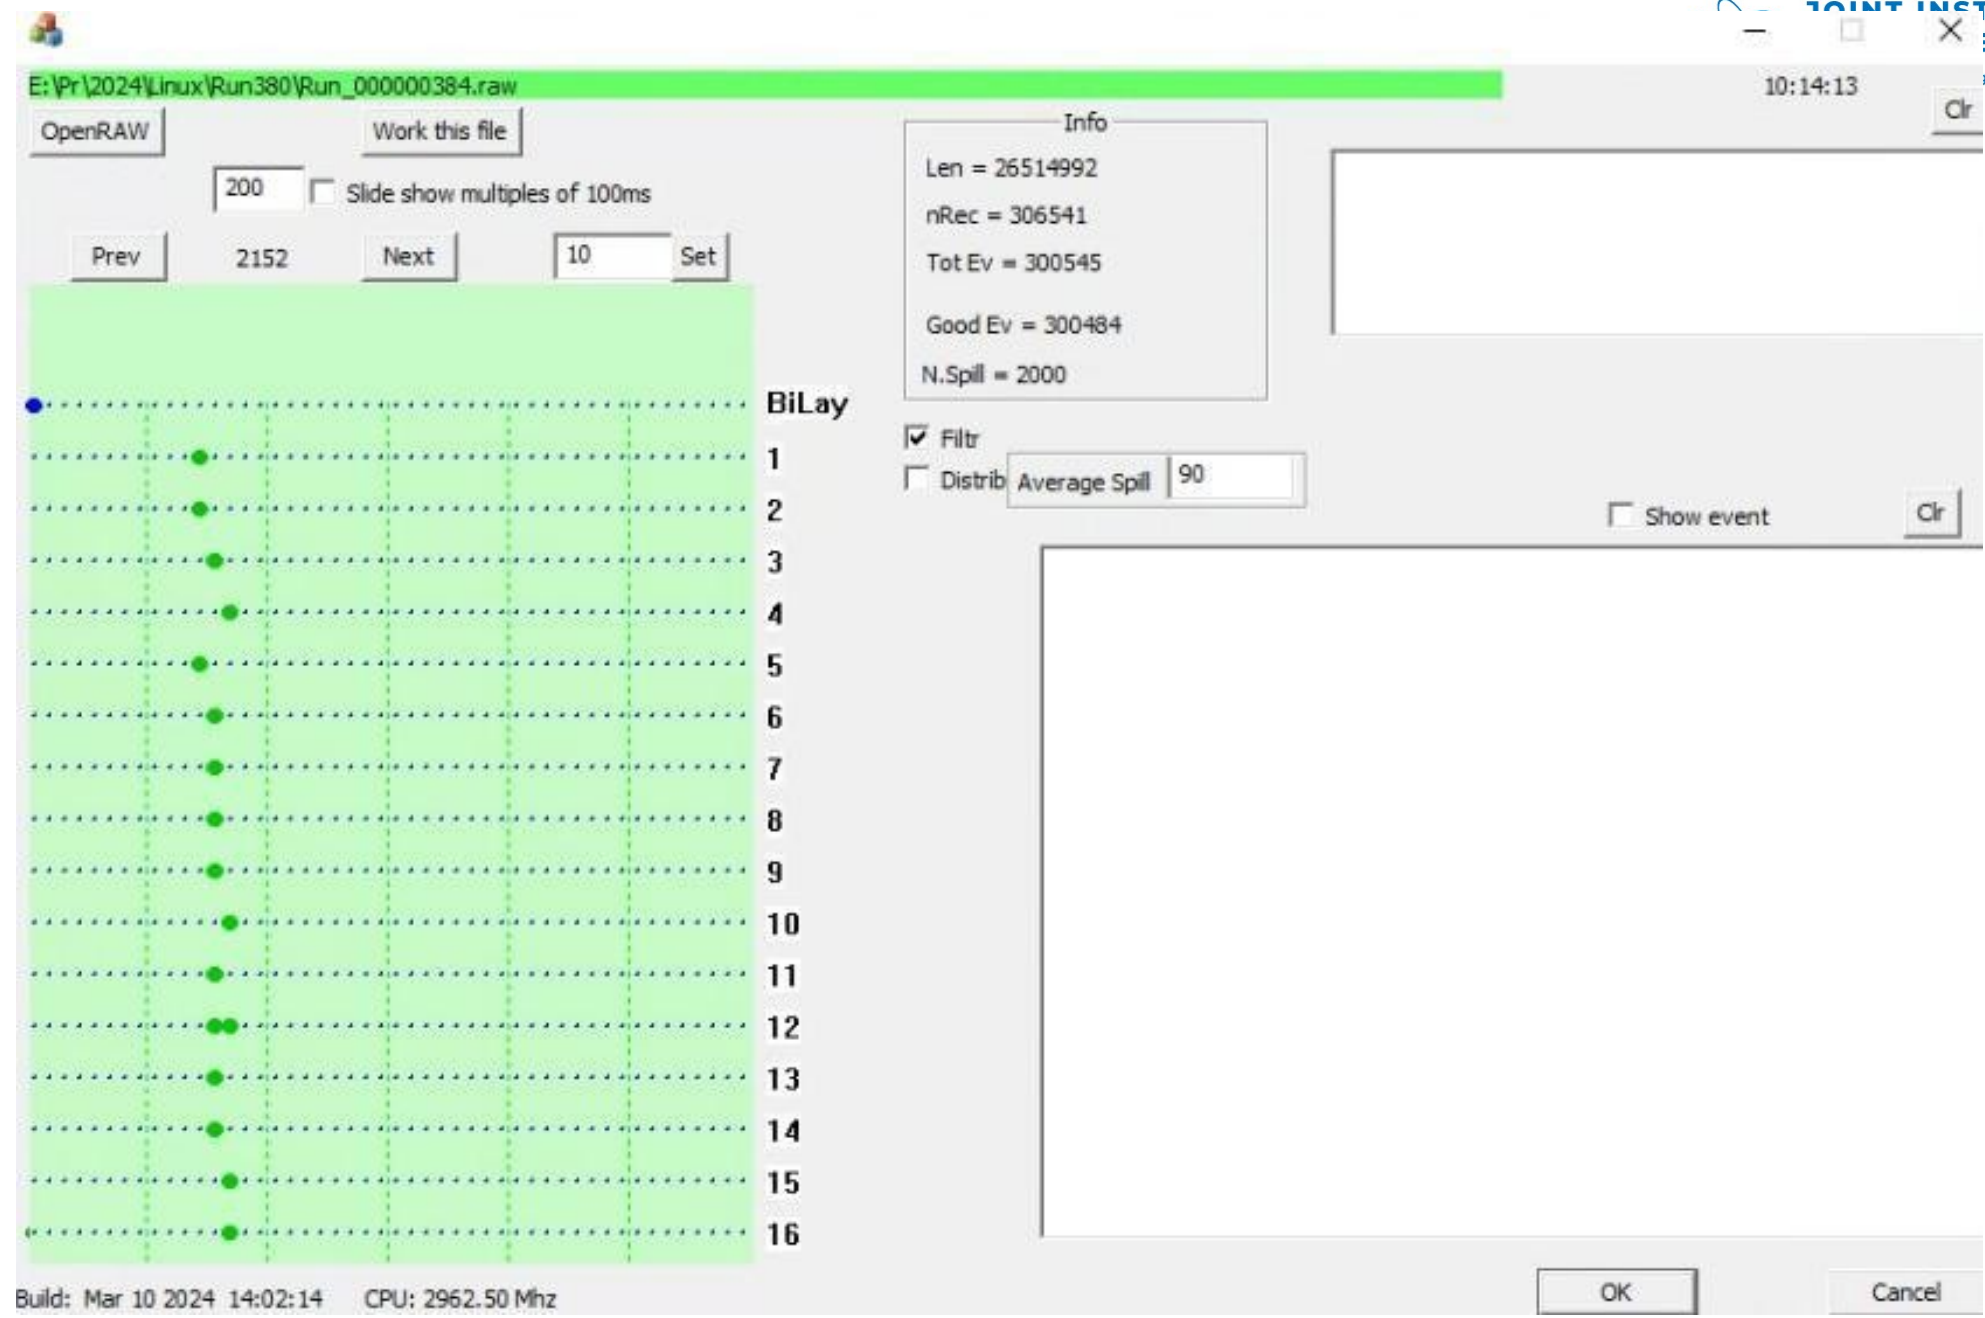 JOINT INST
E:\Pr\2024\Linux\Run380\Run_000000384.raw
10:14:13
Clr
OpenRAW
Work this file
200
Slide show multiples of 100ms
Prev
2152
Next
10
Set
Info
Len = 26514992
nRec = 306541
Tot Ev = 300545
Good Ev = 300484
N.Spill = 2000
Filtr
Distrib
Average Spill
90
Show event
Clr
BiLay
1
2
3
4
5
6
7
8
9
10
11
12
13
14
15
16
OK
Cancel
Build: Mar 10 2024 14:02:14 CPU: 2962.50 Mhz